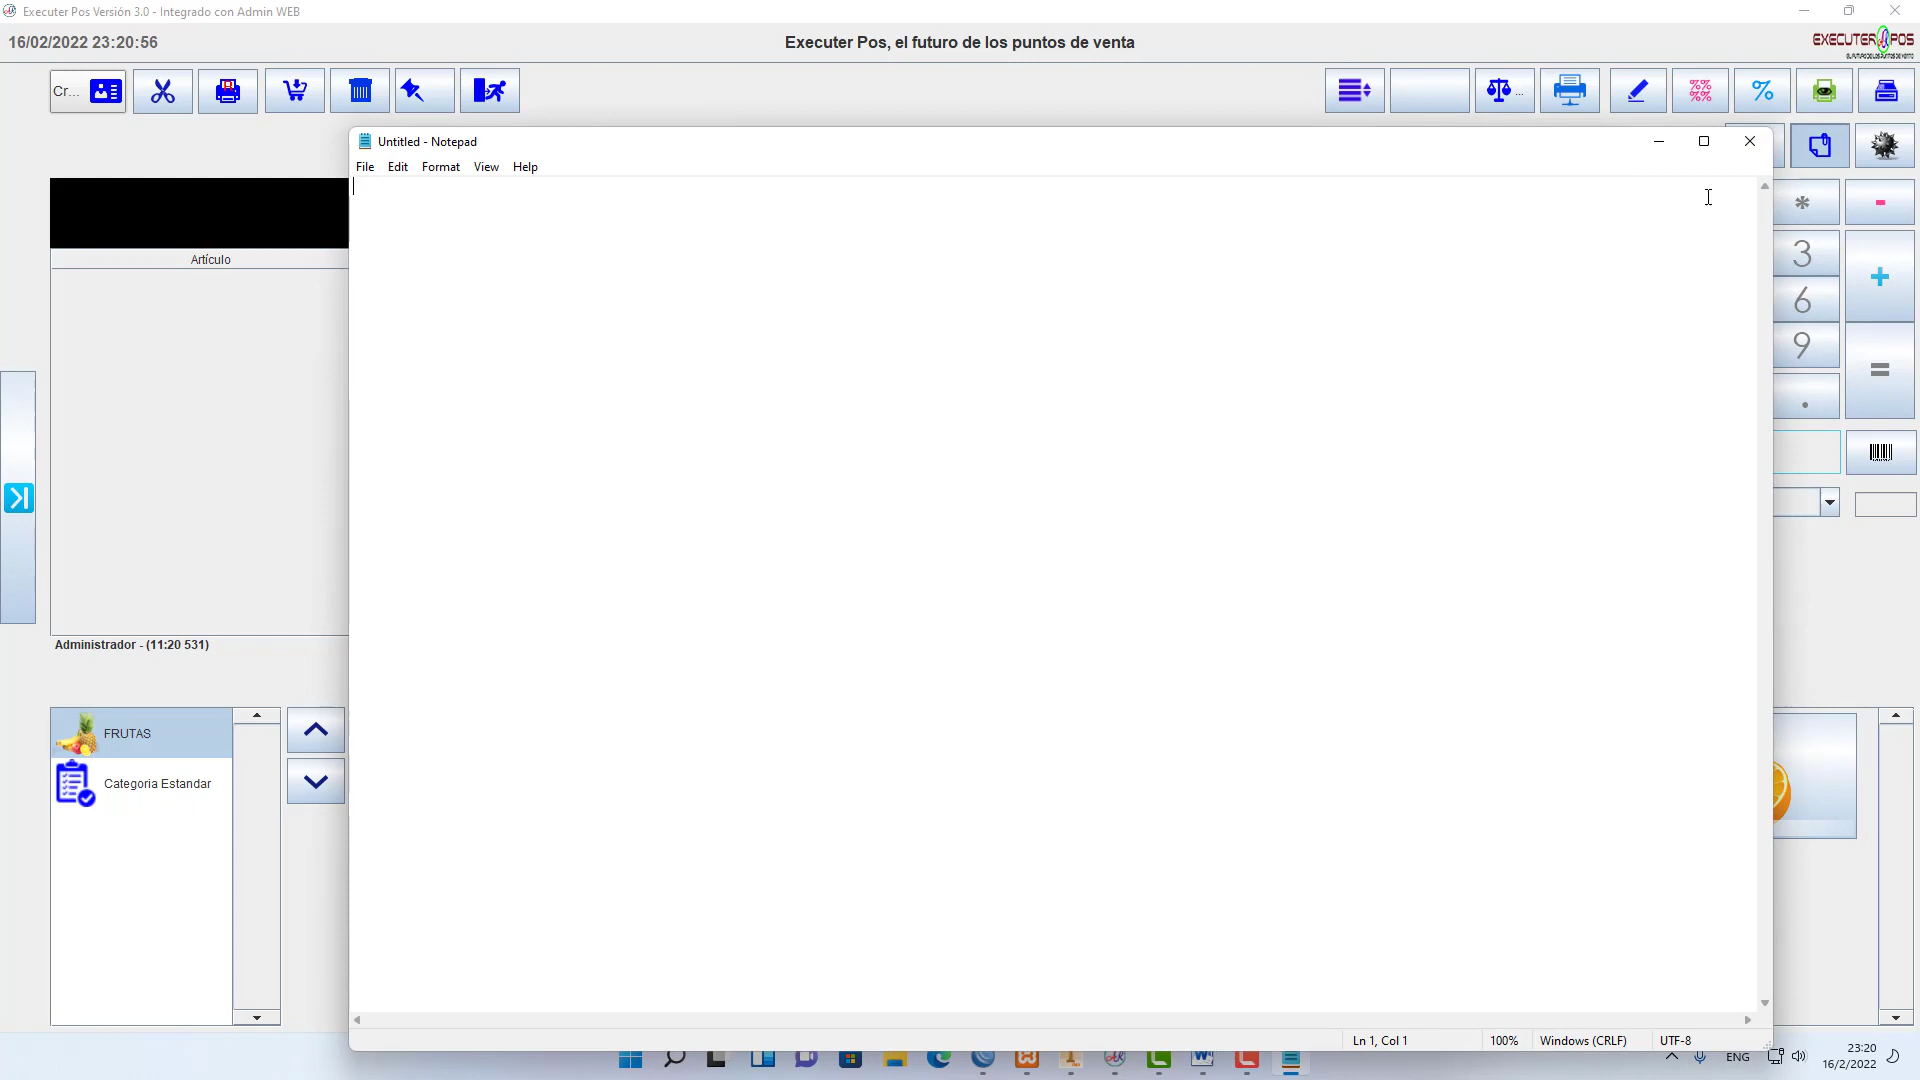 Executer Pos Versión 3.0 - Integrado con Admin WEB
16/02/2022 23:20:56
Executer Pos, el futuro de los puntos de venta
EXECUTER POS
Cr...
...
Untitled - Notepad
File Edit Format View Help
* -
3 +
6
9 =
.
Artículo
Administrador - (11:20 531)
FRUTAS
Categoria Estandar
Ln 1, Col 1 100% Windows (CRLF) UTF-8
ENG
23:20
16/2/2022